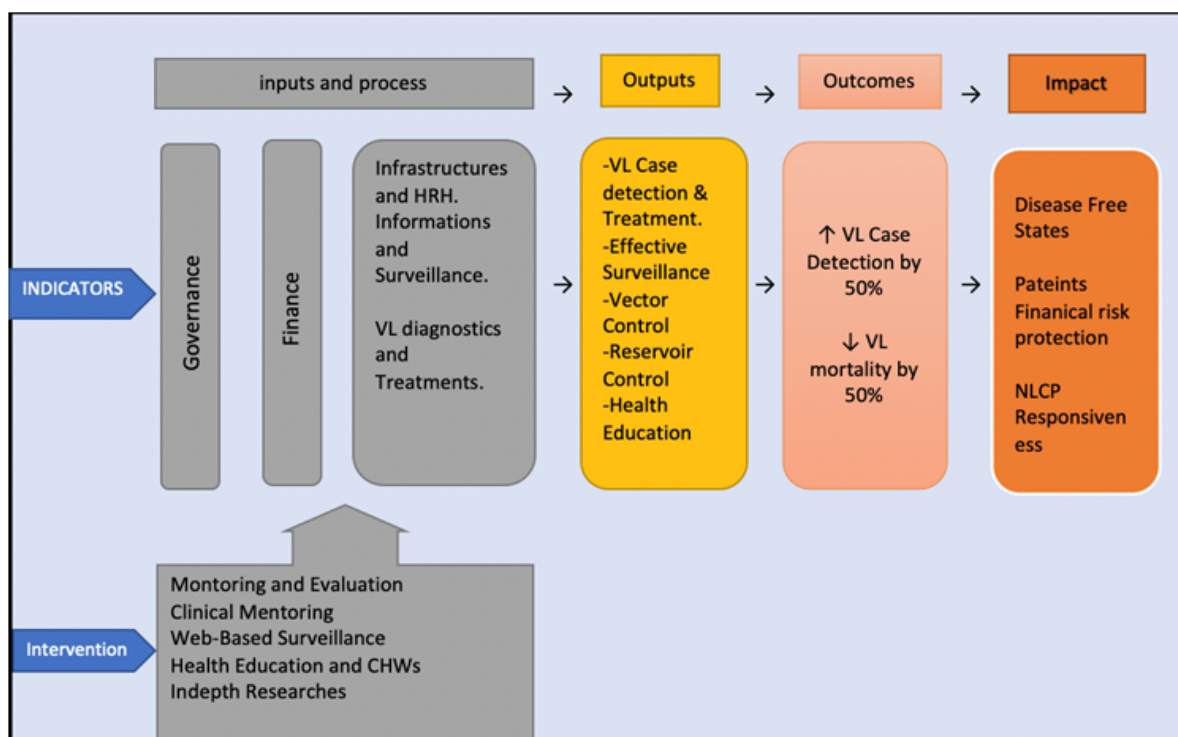 inputs and process
→
Outputs
→
Outcomes
→
Impact
INDICATORS
Governance
Finance
Infrastructures
and HRH.
Informations
and
Surveillance.
VL diagnostics
and
Treatments.
→
-VL Case
detection &
Treatment.
-Effective
Surveillance
-Vector
Control
-Reservoir
Control
-Health
Education
→
↑ VL Case
Detection by
50%
↓ VL
mortality by
50%
→
Disease Free
States
Pateints
Finanical risk
protection
NLCP
Responsiven
ess
Intervention
Montoring and Evaluation
Clinical Mentoring
Web-Based Surveillance
Health Education and CHWs
Indepth Researches